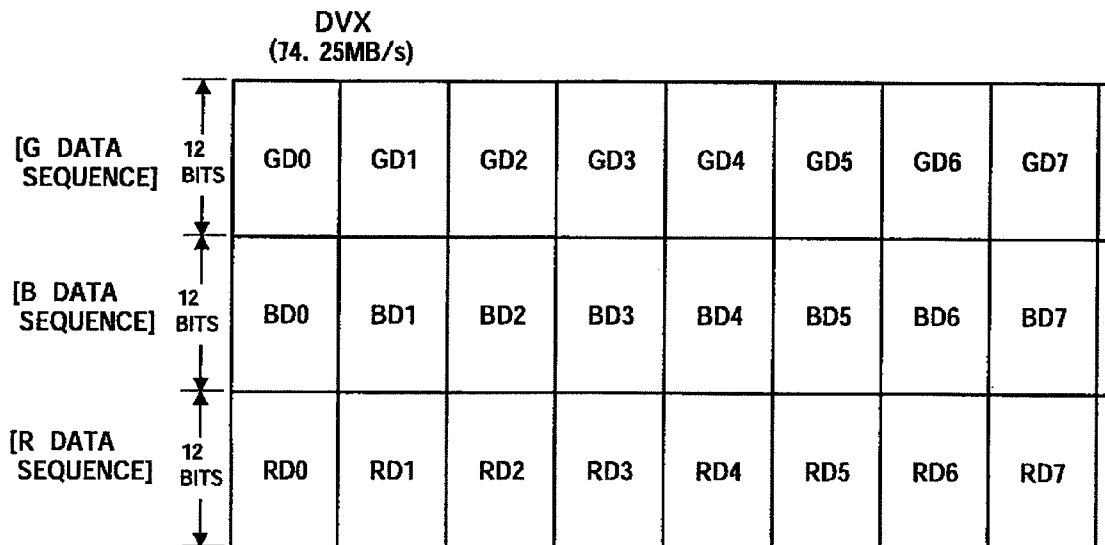 DVX
(74. 25MB/s)
[G DATA
SEQUENCE]
12
BITS
GD0 GD1 GD2 GD3 GD4 GD5 GD6 GD7
[B DATA
SEQUENCE]
12
BITS
BD0 BD1 BD2 BD3 BD4 BD5 BD6 BD7
[R DATA
SEQUENCE]
12
BITS
RD0 RD1 RD2 RD3 RD4 RD5 RD6 RD7